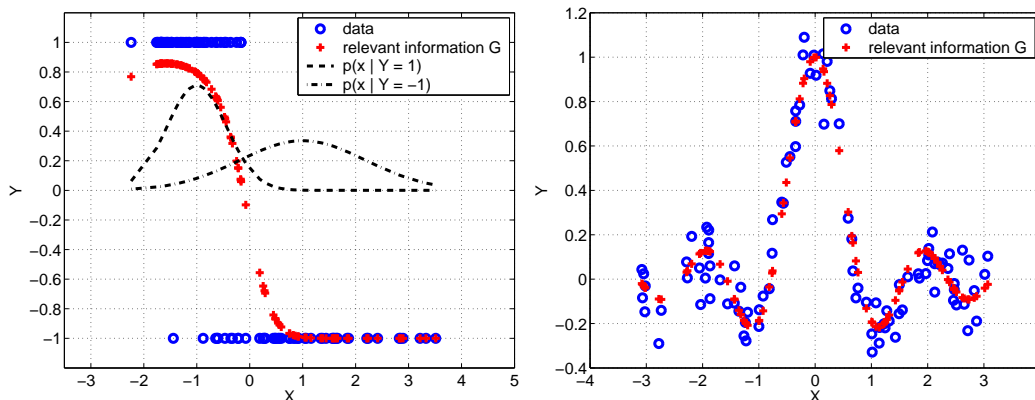 data
relevant information G
p(x | Y = 1)
p(x | Y = −1)
1
0.8
0.6
0.4
0.2
0
−0.2
−0.4
−0.6
−0.8
−1
Y
−3 −2 −1 0 1 2 3 4 5
X
data
relevant information G
1.2
1
0.8
0.6
0.4
0.2
0
−0.2
−0.4
Y
−4 −3 −2 −1 0 1 2 3 4
X